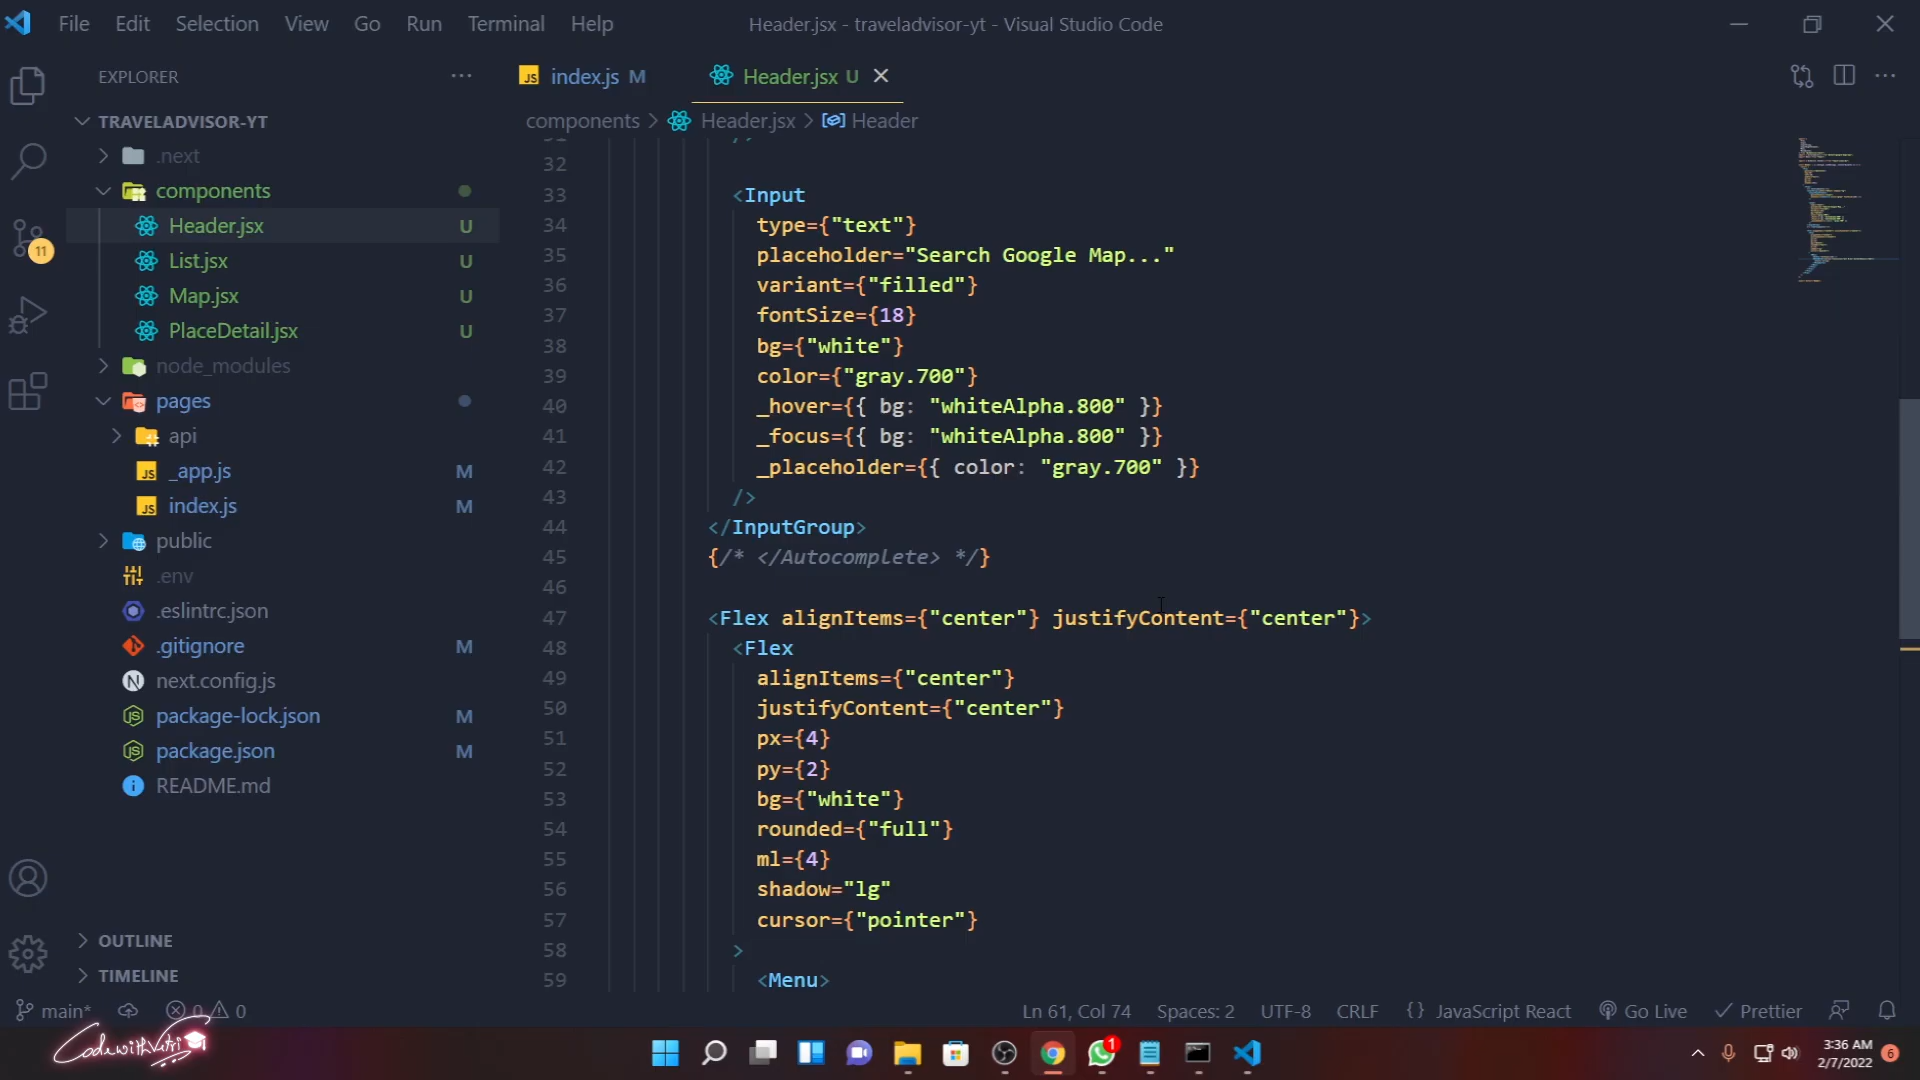 File Edit Selection View Go Run Terminal Help
Header.jsx - traveladvisor-yt - Visual Studio Code
EXPLORER
TRAVELADVISOR-YT
.next
components
Header.jsx U
List.jsx U
Map.jsx U
PlaceDetail.jsx U
node_modules
pages
api
_app.js M
index.js M
public
.env
.eslintrc.json
.gitignore M
next.config.js
package-lock.json M
package.json M
README.md
OUTLINE
TIMELINE
11
index.js M
Header.jsx U
components > Header.jsx > Header
31 />
32
33 <Input
34 type={"text"}
35 placeholder="Search Google Map..."
36 variant={"filled"}
37 fontSize={18}
38 bg={"white"}
39 color={"gray.700"}
40 _hover={{ bg: "whiteAlpha.800" }}
41 _focus={{ bg: "whiteAlpha.800" }}
42 _placeholder={{ color: "gray.700" }}
43 />
44 </InputGroup>
45 {/* </Autocomplete> */}
46
47 <Flex alignItems={"center"} justifyContent={"center"}>
48 <Flex
49 alignItems={"center"}
50 justifyContent={"center"}
51 px={4}
52 py={2}
53 bg={"white"}
54 rounded={"full"}
55 ml={4}
56 shadow="lg"
57 cursor={"pointer"}
58 >
59 <Menu>
main* 0 0
Ln 61, Col 74 Spaces: 2 UTF-8 CRLF {} JavaScript React Go Live Prettier
1
3:36 AM
2/7/2022
6